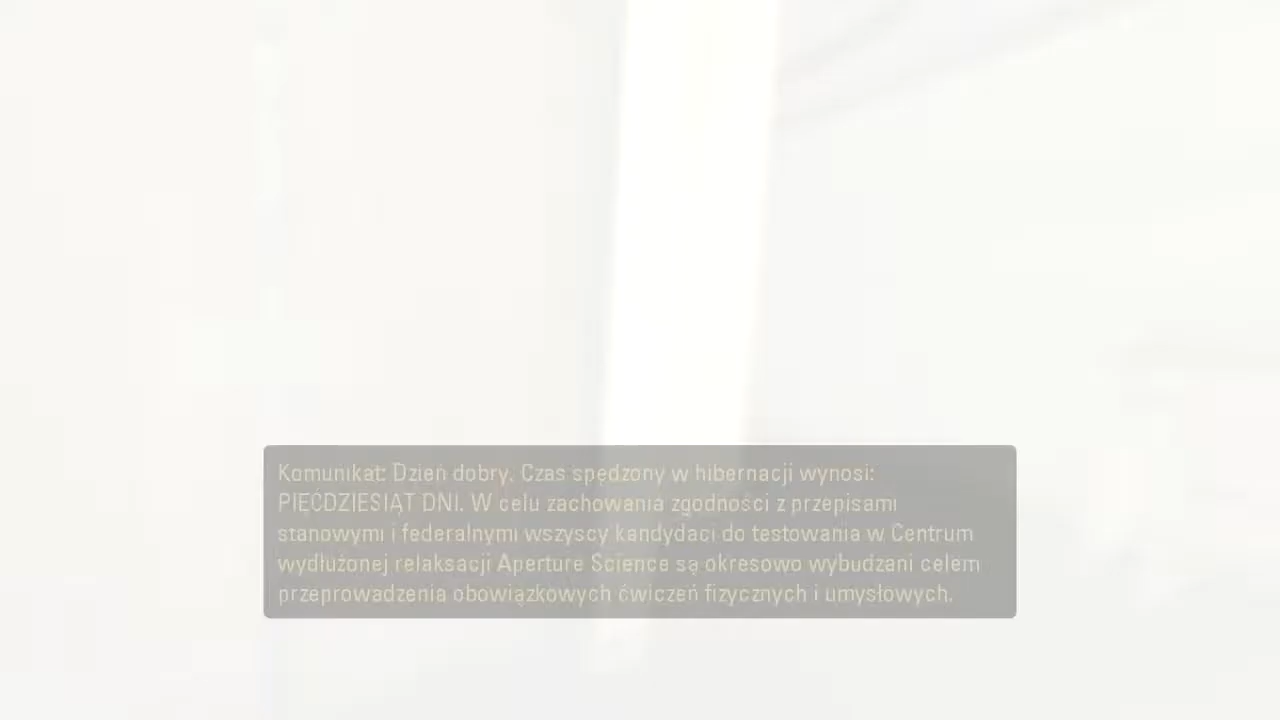 Komunikat: Dzień dobry. Czas spędzony w hibernacji wynosi:
PIĘĆDZIESIĄT DNI. W celu zachowania zgodności z przepisami
stanowymi i federalnymi wszyscy kandydaci do testowania w Centrum
wydłużonej relaksacji Aperture Science są okresowo wybudzani celem
przeprowadzenia obowiązkowych ćwiczeń fizycznych i umysłowych.